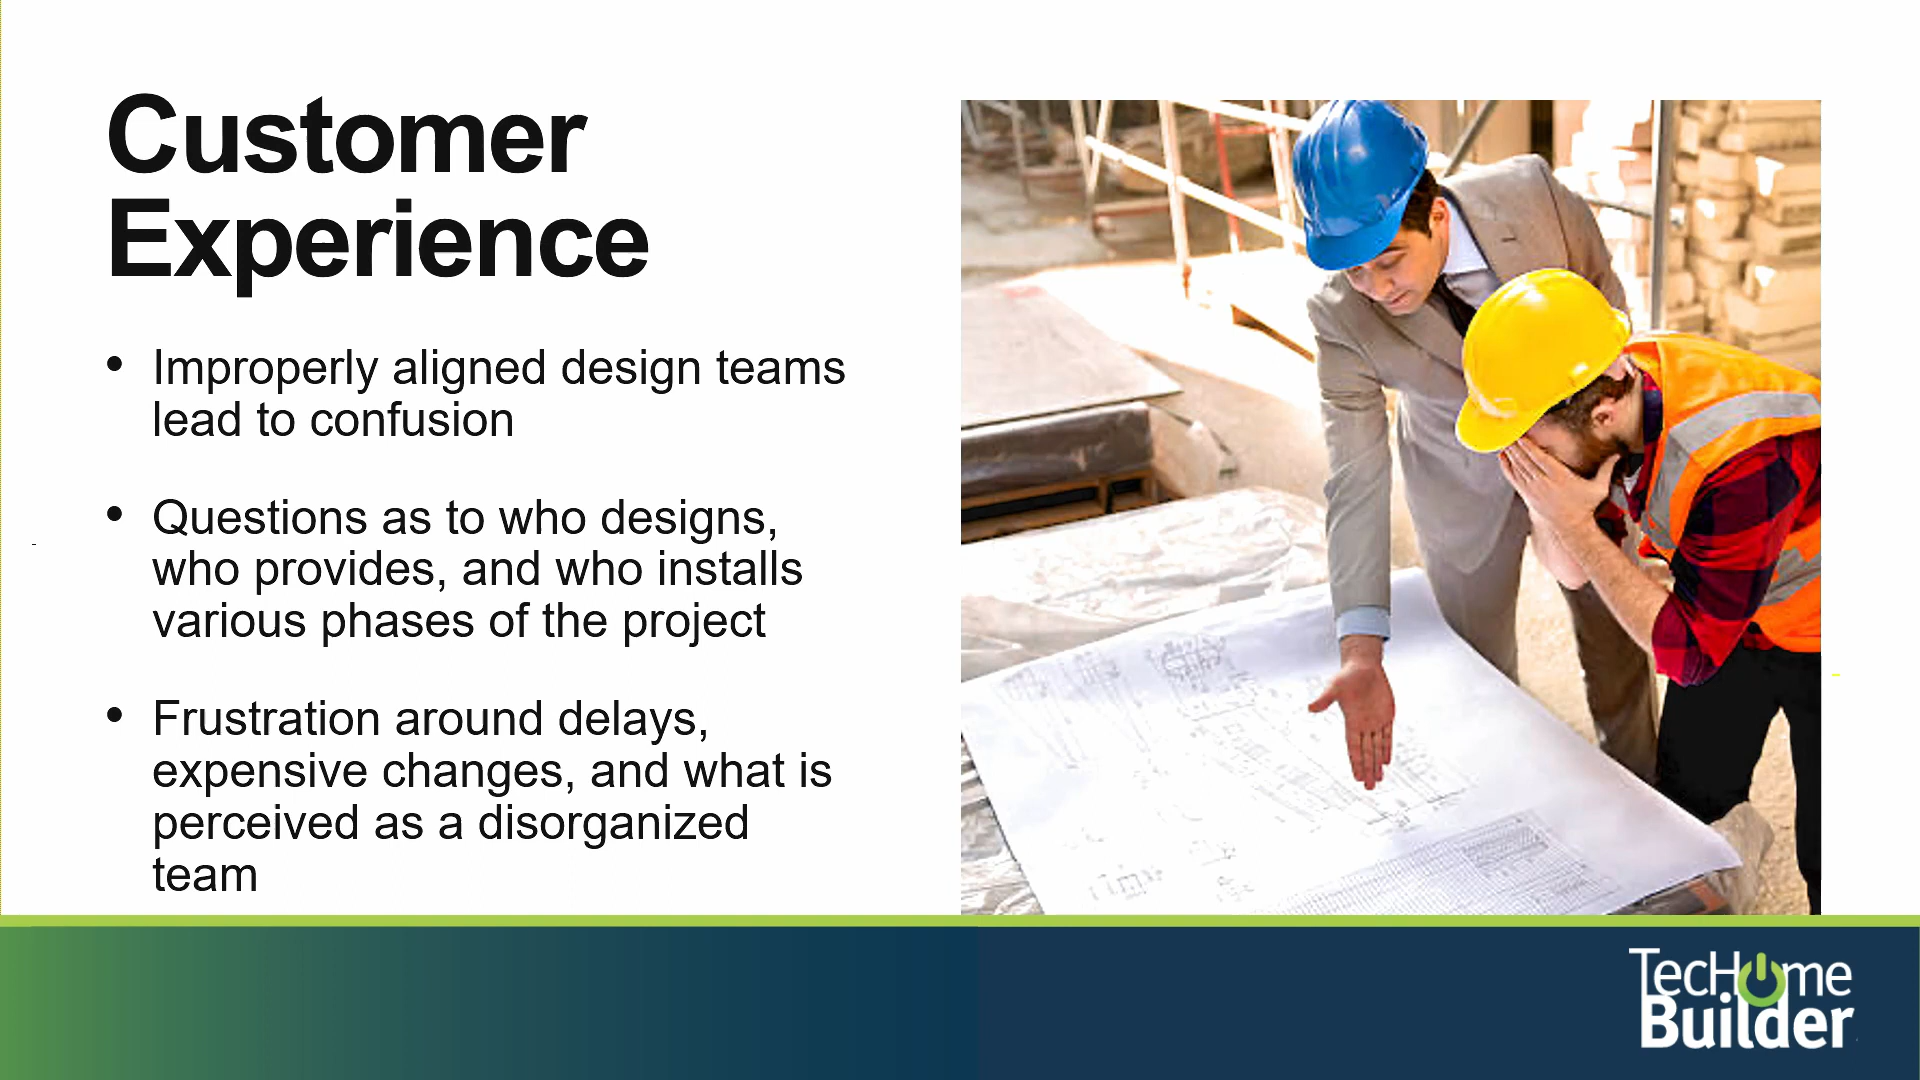 Customer
Experience
• Improperly aligned design teams
lead to confusion
• Questions as to who designs,
who provides, and who installs
various phases of the project
• Frustration around delays,
expensive changes, and what is
perceived as a disorganized
team
TecHome
Builder